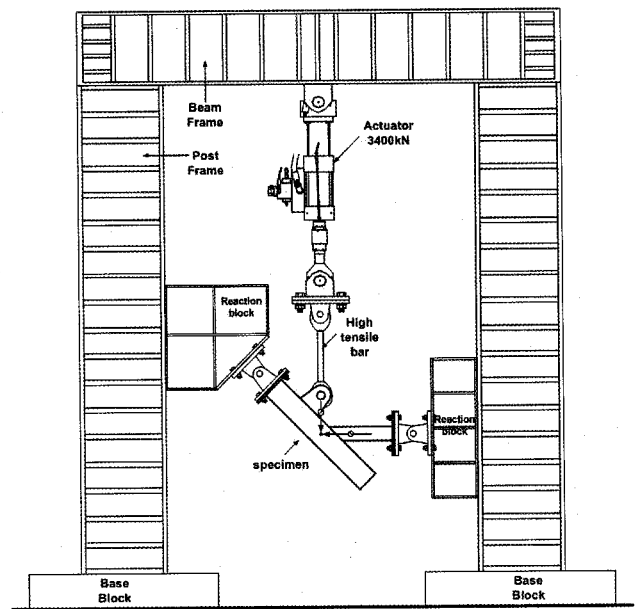 Beam
Frame
Actuator
3400kN
Post
Frame
Reaction
block
High
tensile
bar
Reaction
block
specimen
Base
Block
Base
Block